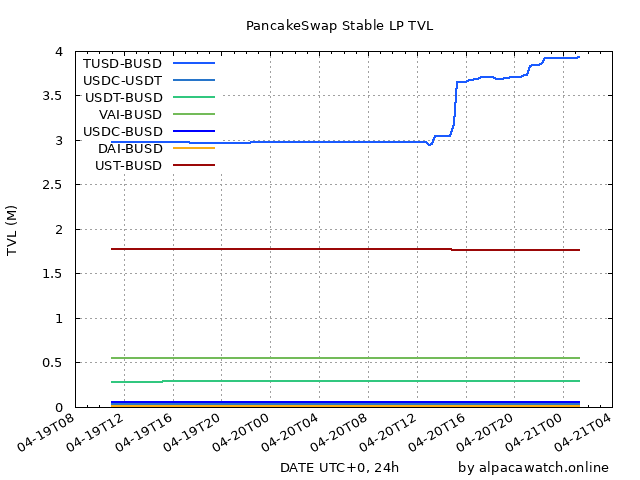 PancakeSwap Stable LP TVL
TUSD-BUSD
USDC-USDT
USDT-BUSD
VAI-BUSD
USDC-BUSD
DAI-BUSD
UST-BUSD
TVL (M)
4
3.5
3
2.5
2
1.5
1
0.5
0
04-19T08
04-19T12
04-19T16
04-19T20
04-20T00
04-20T04
04-20T08
04-20T12
04-20T16
04-20T20
04-21T00
04-21T04
DATE UTC+0, 24h
by alpacawatch.online